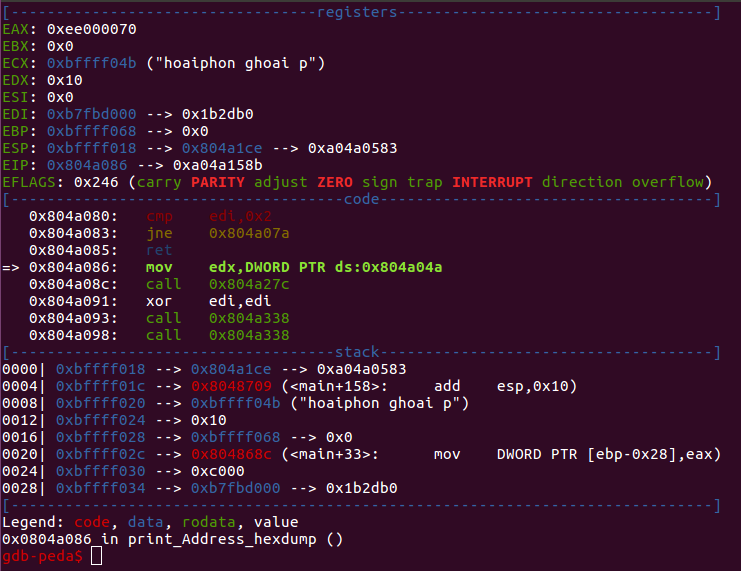 [----------------------------------registers-----------------------------------]
EAX: 0xee000070
EBX: 0x0
ECX: 0xbffff04b ("hoaiphon ghoai p")
EDX: 0x10
ESI: 0x0
EDI: 0xb7fbd000 --> 0x1b2db0
EBP: 0xbffff068 --> 0x0
ESP: 0xbffff018 --> 0x804a1ce --> 0xa04a0583
EIP: 0x804a086 --> 0xa04a158b
EFLAGS: 0x246 (carry PARITY adjust ZERO sign trap INTERRUPT direction overflow)
[-------------------------------------code-------------------------------------]
   0x804a080:	cmp    edi,0x2
   0x804a083:	jne    0x804a07a
   0x804a085:	ret
=> 0x804a086:	mov    edx,DWORD PTR ds:0x804a04a
   0x804a08c:	call   0x804a27c
   0x804a091:	xor    edi,edi
   0x804a093:	call   0x804a338
   0x804a098:	call   0x804a338
[------------------------------------stack-------------------------------------]
0000| 0xbffff018 --> 0x804a1ce --> 0xa04a0583
0004| 0xbffff01c --> 0x8048709 (<main+158>:	add    esp,0x10)
0008| 0xbffff020 --> 0xbffff04b ("hoaiphon ghoai p")
0012| 0xbffff024 --> 0x10
0016| 0xbffff028 --> 0xbffff068 --> 0x0
0020| 0xbffff02c --> 0x804868c (<main+33>:	mov    DWORD PTR [ebp-0x28],eax)
0024| 0xbffff030 --> 0xc000
0028| 0xbffff034 --> 0xb7fbd000 --> 0x1b2db0
[------------------------------------------------------------------------------]
Legend: code, data, rodata, value
0x0804a086 in print_Address_hexdump ()
gdb-peda$